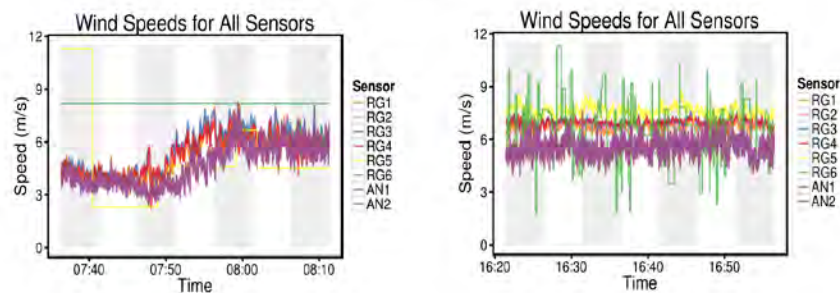 Wind Speeds for All Sensors
Speed (m/s)
12
9
6
3
0
07:40
07:50
08:00
08:10
Time
Sensor
RG1
RG2
RG3
RG4
RG5
RG6
AN1
AN2
Wind Speeds for All Sensors
Speed (m/s)
12
9
6
3
0
16:20
16:30
16:40
16:50
Time
Sensor
RG1
RG2
RG3
RG4
RG5
RG6
AN1
AN2